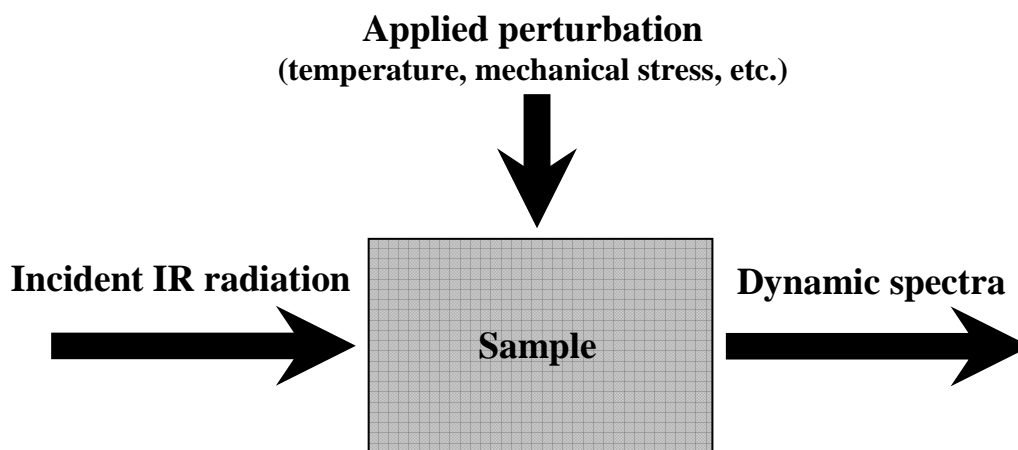 Applied perturbation
(temperature, mechanical stress, etc.)
Incident IR radiation
Dynamic spectra
Sample